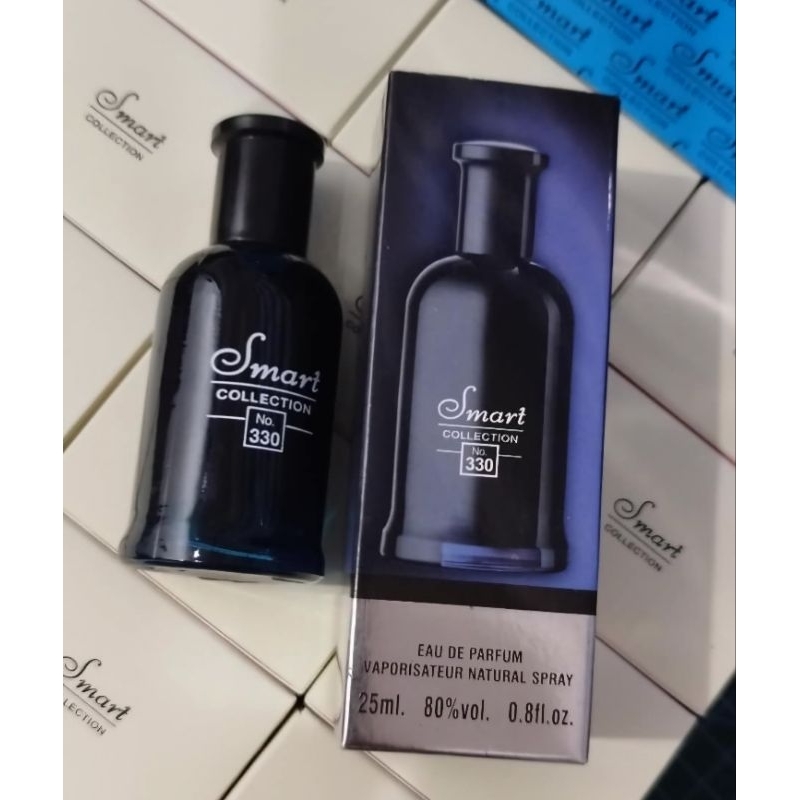 Smart
COLLECTION
Smart
COLLECTION
No.
330
Smart
COLLECTION
No.
330
EAU DE PARFUM
VAPORISATEUR NATURAL SPRAY
25ml. 80%vol. 0.8fl.oz.
Smart
COLLECTION
Smart
COLLECTION